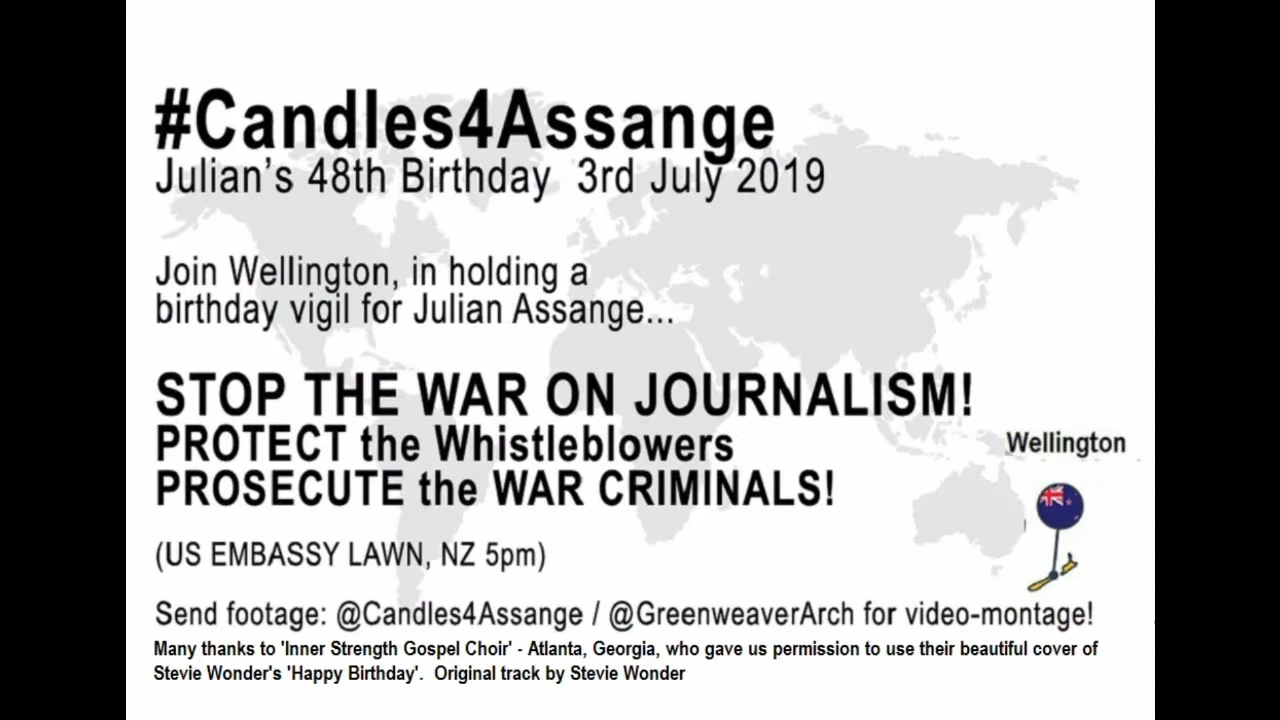 #Candles4Assange
Julian's 48th Birthday  3rd July 2019
Join Wellington, in holding a
birthday vigil for Julian Assange...
STOP THE WAR ON JOURNALISM!
PROTECT the Whistleblowers
PROSECUTE the WAR CRIMINALS!
Wellington
(US EMBASSY LAWN, NZ 5pm)
Send footage: @Candles4Assange / @GreenweaverArch for video-montage!
Many thanks to 'Inner Strength Gospel Choir' - Atlanta, Georgia, who gave us permission to use their beautiful cover of
Stevie Wonder's 'Happy Birthday'.  Original track by Stevie Wonder